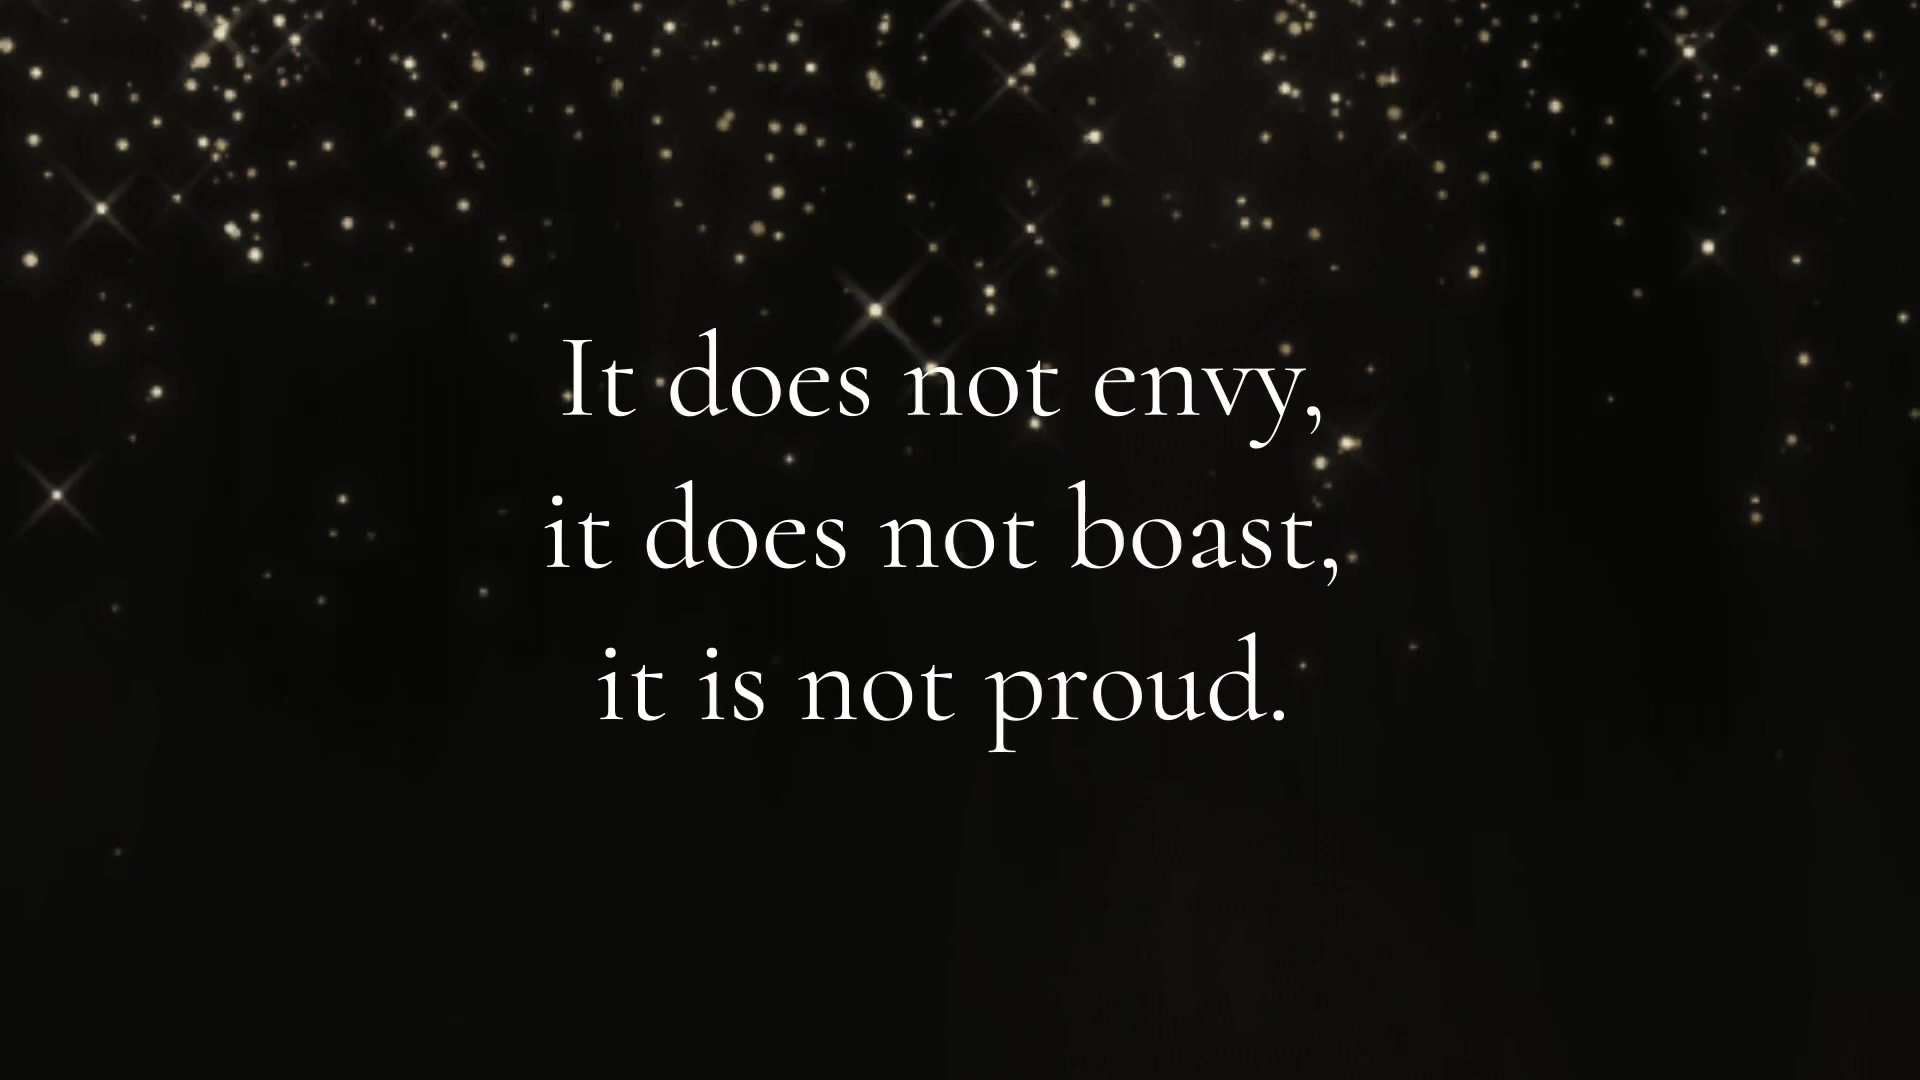 It does not envy,
it does not boast,
it is not proud.